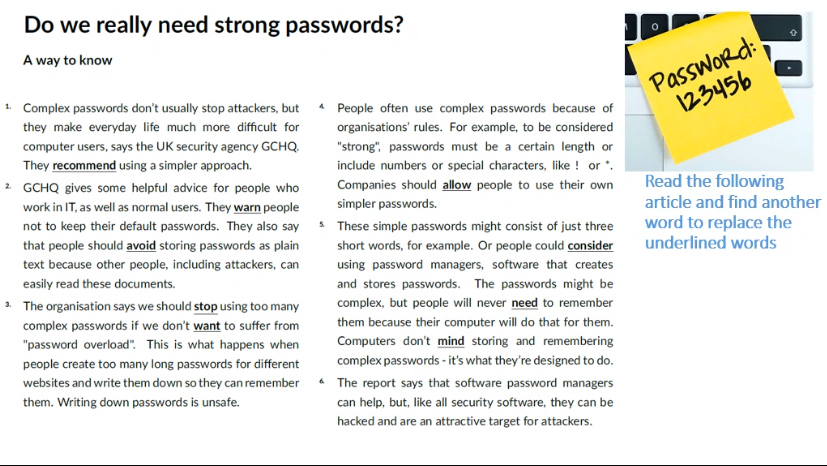 Do we really need strong passwords?
A way to know
1. Complex passwords don't usually stop attackers, but
they make everyday life much more difficult for
computer users, says the UK security agency GCHQ.
They recommend using a simpler approach.
2. GCHQ gives some helpful advice for people who
work in IT, as well as normal users. They warn people
not to keep their default passwords. They also say
that people should avoid storing passwords as plain
text because other people, including attackers, can
easily read these documents.
3. The organisation says we should stop using too many
complex passwords if we don't want to suffer from
"password overload". This is what happens when
people create too many long passwords for different
websites and write them down so they can remember
them. Writing down passwords is unsafe.
4. People often use complex passwords because of
organisations' rules. For example, to be considered
"strong", passwords must be a certain length or
include numbers or special characters, like ! or *.
Companies should allow people to use their own
simpler passwords.
5. These simple passwords might consist of just three
short words, for example. Or people could consider
using password managers, software that creates
and stores passwords. The passwords might be
complex, but people will never need to remember
them because their computer will do that for them.
Computers don't mind storing and remembering
complex passwords - it's what they're designed to do.
6. The report says that software password managers
can help, but, like all security software, they can be
hacked and are an attractive target for attackers.
PassWoRd:
123456
Read the following
article and find another
word to replace the
underlined words